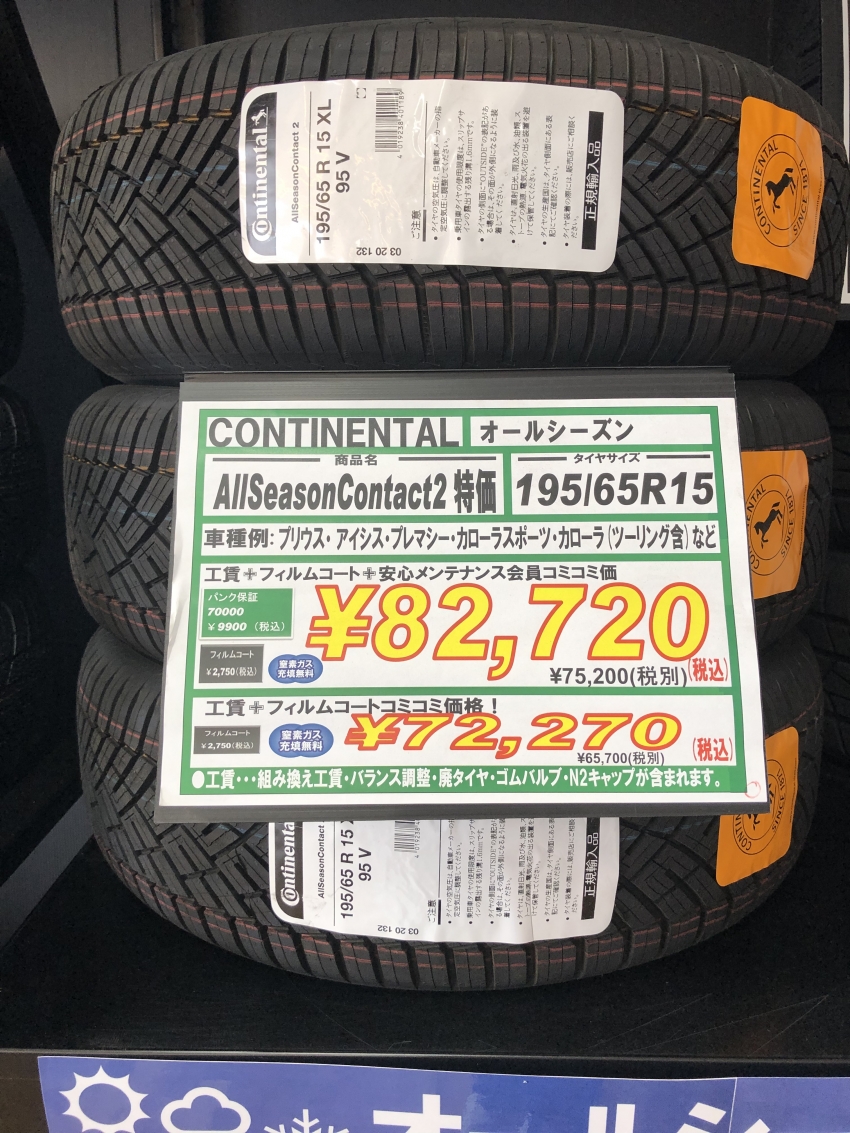 Continental
AllSeasonContact 2
195/65 R 15 XL
95 V
4 019238 401189
03 20 132
ご注意
正規輸入品
CONTINENTAL
SINCE 1871
CONTINENTAL オールシーズン
商品名 タイヤサイズ
AllSeasonContact2 特価 195/65R15
車種例:プリウス・アイシス・プレマシー・カローラスポーツ・カローラ(ツーリング含)など
工賃+フィルムコート+安心メンテナンス会員コミコミ価
パンク保証
70000
¥9900(税込)
¥82,720
(税込)
フィルムコート
¥2,750(税込)
窒素ガス
充填無料
¥75,200(税別)
工賃+フィルムコートコミコミ価格!
フィルムコート
¥2,750(税込)
窒素ガス
充填無料
¥72,270
(税込)
¥65,700(税別)
●工賃・・・組み換え工賃・バランス調整・廃タイヤ・ゴムバルブ・N2キャップが含まれます。
CONTINENTAL
SINCE 1871
Continental
AllSeasonContact 2
195/65 R 15
95 V
03 20 132
ご注意
正規輸入品
SINCE 1871
オールシ